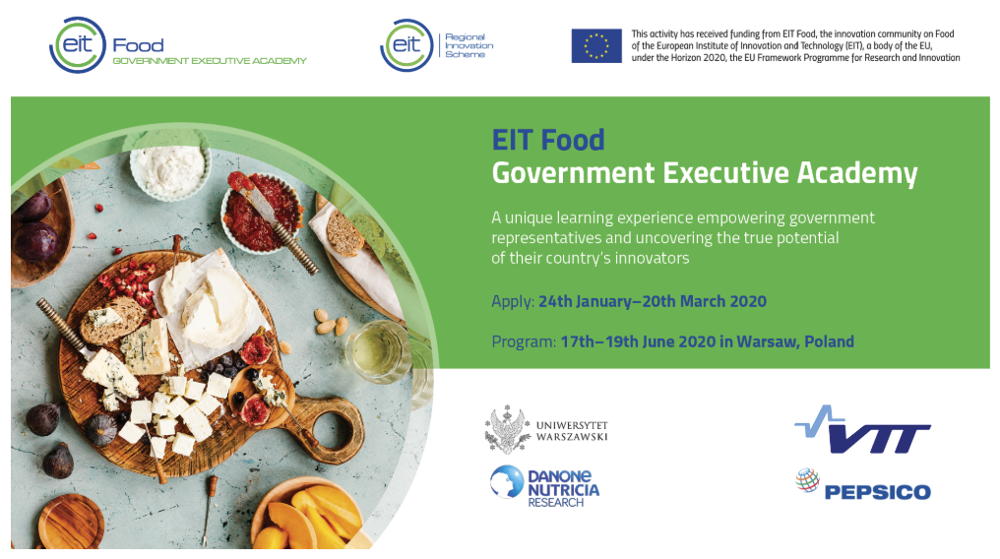 eit Food
GOVERNMENT EXECUTIVE ACADEMY
eit Regional
Innovation
Scheme
This activity has received funding from EIT Food, the innovation community on Food
of the European Institute of Innovation and Technology (EIT), a body of the EU,
under the Horizon 2020, the EU Framework Programme for Research and Innovation
EIT Food
Government Executive Academy
A unique learning experience empowering government
representatives and uncovering the true potential
of their country's innovators
Apply: 24th January–20th March 2020
Program: 17th–19th June 2020 in Warsaw, Poland
UNIWERSYTET
WARSZAWSKI
VTT
DANONE
NUTRICIA
RESEARCH
PEPSICO